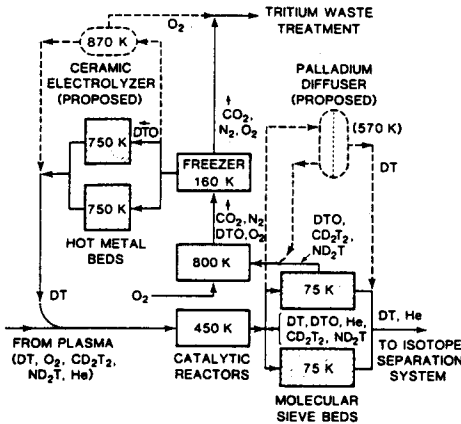 O₂
TRITIUM WASTE
TREATMENT
870 K
CERAMIC
ELECTROLYZER
(PROPOSED)
PALLADIUM
DIFFUSER
(PROPOSED)
(570 K)
DT
CO₂,
N₂, O₂
DTO
750 K
750 K
HOT METAL
BEDS
FREEZER
160 K
CO₂, N₂
DTO, O₂
DTO,
CD₂T₂,
ND₂T
800 K
O₂
75 K
DT
450 K
DT, DTO, He,
CD₂T₂, ND₂T
DT, He
FROM PLASMA
(DT, O₂, CD₂T₂,
ND₂T, He)
CATALYTIC
REACTORS
75 K
TO ISOTOPE
SEPARATION
SYSTEM
MOLECULAR
SIEVE BEDS